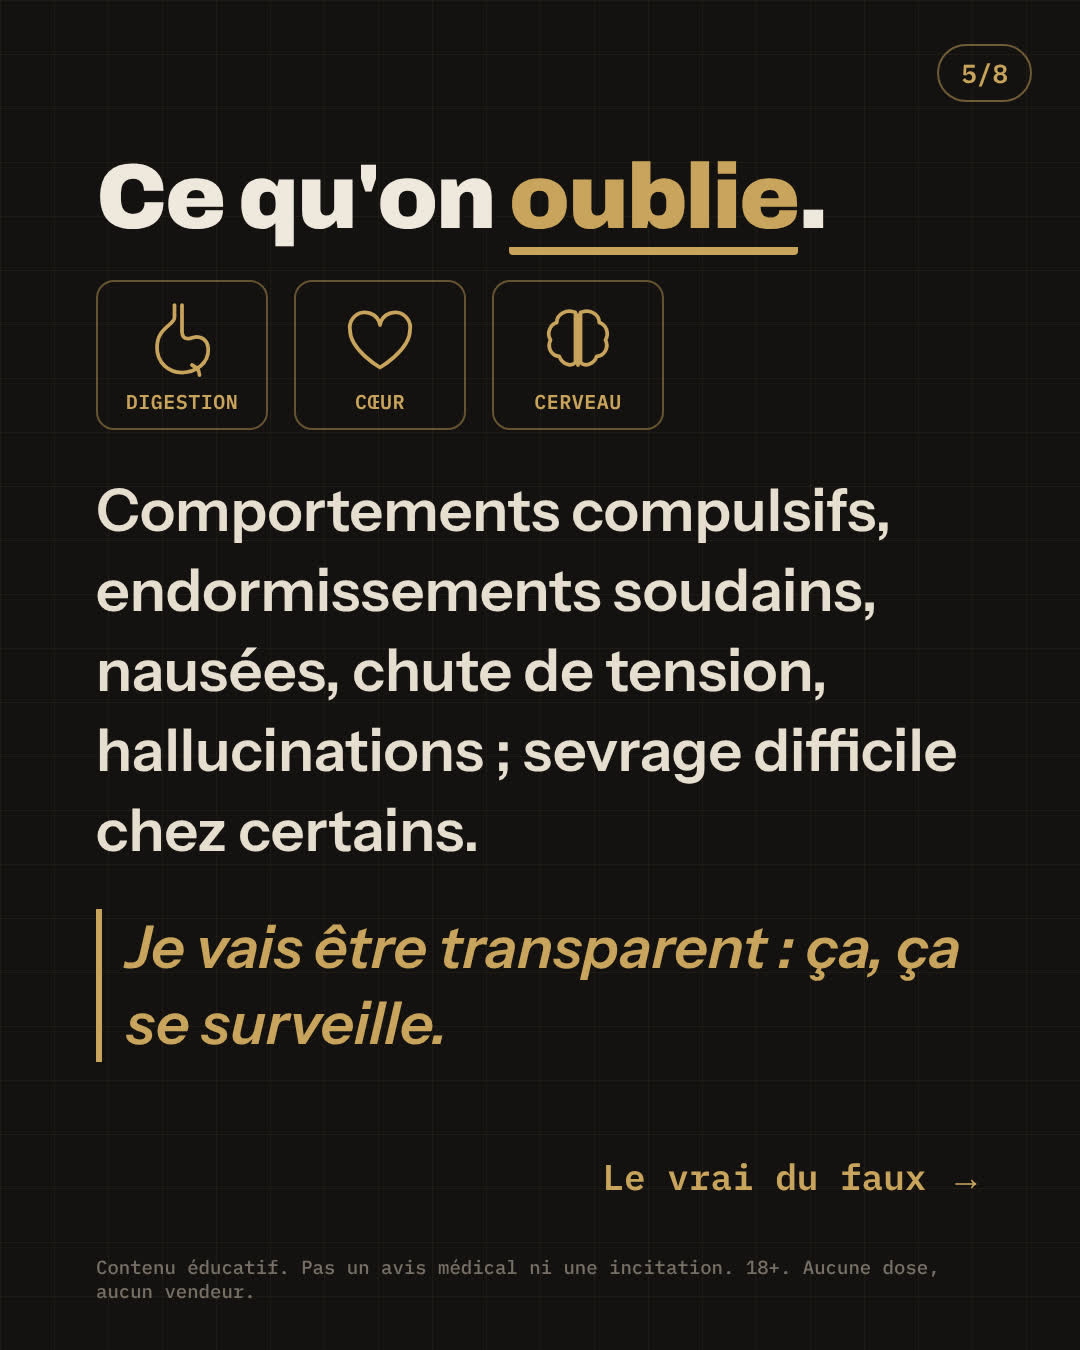 5/8
Ce qu'on oublie.
DIGESTION
CŒUR
CERVEAU
Comportements compulsifs,
endormissements soudains,
nausées, chute de tension,
hallucinations ; sevrage difficile
chez certains.
Je vais être transparent : ça, ça
se surveille.
Le vrai du faux →
Contenu éducatif. Pas un avis médical ni une incitation. 18+. Aucune dose,
aucun vendeur.